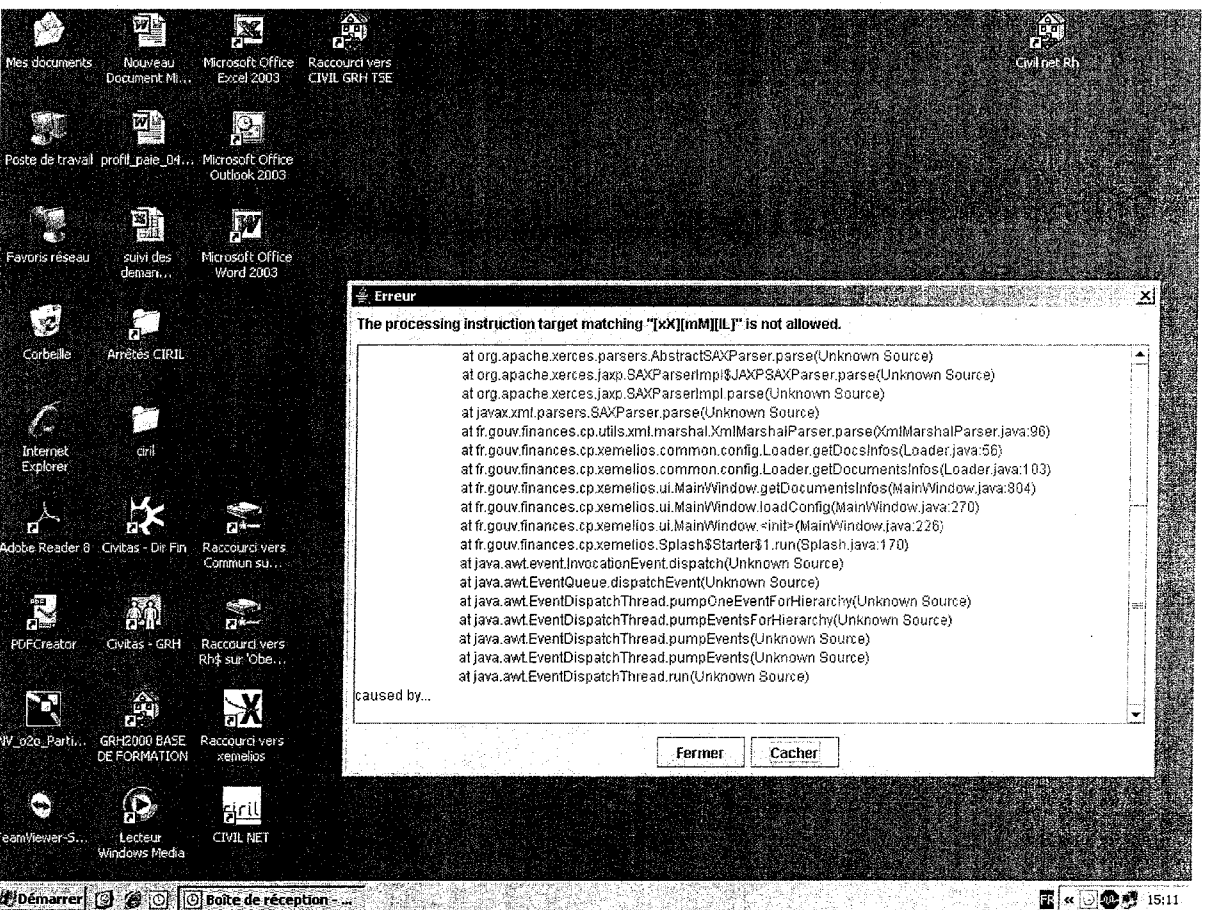 Mes documents
Nouveau
Document Mi...
Microsoft Office
Excel 2003
Raccourci vers
CIVIL GRH TSE
Civil net Rh
Poste de travail
profil_paie_04...
Microsoft Office
Outlook 2003
Favoris réseau
suivi des
deman...
Microsoft Office
Word 2003
Corbeille
Arrêtés CIRIL
Internet
Explorer
ciril
Adobe Reader 8
Civitas - Dir Fin
Raccourci vers
Commun su...
PDFCreator
Civitas - GRH
Raccourci vers
Rh$ sur 'Obe...
NV_o2o_Parti...
GRH2000 BASE
DE FORMATION
Raccourci vers
xemelios
TeamViewer-S...
Lecteur
Windows Media
ciril
CIVIL NET
Erreur
The processing instruction target matching "[xX][mM][lL]" is not allowed.
at org.apache.xerces.parsers.AbstractSAXParser.parse(Unknown Source)
at org.apache.xerces.jaxp.SAXParserImpl$JAXPSAXParser.parse(Unknown Source)
at org.apache.xerces.jaxp.SAXParserImpl.parse(Unknown Source)
at javax.xml.parsers.SAXParser.parse(Unknown Source)
at fr.gouv.finances.cp.utils.xml.marshal.XmlMarshalParser.parse(XmlMarshalParser.java:96)
at fr.gouv.finances.cp.xemelios.common.config.Loader.getDocsInfos(Loader.java:56)
at fr.gouv.finances.cp.xemelios.common.config.Loader.getDocumentsInfos(Loader.java:103)
at fr.gouv.finances.cp.xemelios.ui.MainWindow.getDocumentsInfos(MainWindow.java:804)
at fr.gouv.finances.cp.xemelios.ui.MainWindow.loadConfig(MainWindow.java:270)
at fr.gouv.finances.cp.xemelios.ui.MainWindow.<init>(MainWindow.java:226)
at fr.gouv.finances.cp.xemelios.Splash$Starter$1.run(Splash.java:170)
at java.awt.event.InvocationEvent.dispatch(Unknown Source)
at java.awt.EventQueue.dispatchEvent(Unknown Source)
at java.awt.EventDispatchThread.pumpOneEventForHierarchy(Unknown Source)
at java.awt.EventDispatchThread.pumpEventsForHierarchy(Unknown Source)
at java.awt.EventDispatchThread.pumpEvents(Unknown Source)
at java.awt.EventDispatchThread.pumpEvents(Unknown Source)
at java.awt.EventDispatchThread.run(Unknown Source)
caused by...
Fermer
Cacher
Démarrer
Boîte de réception - ...
FR
15:11